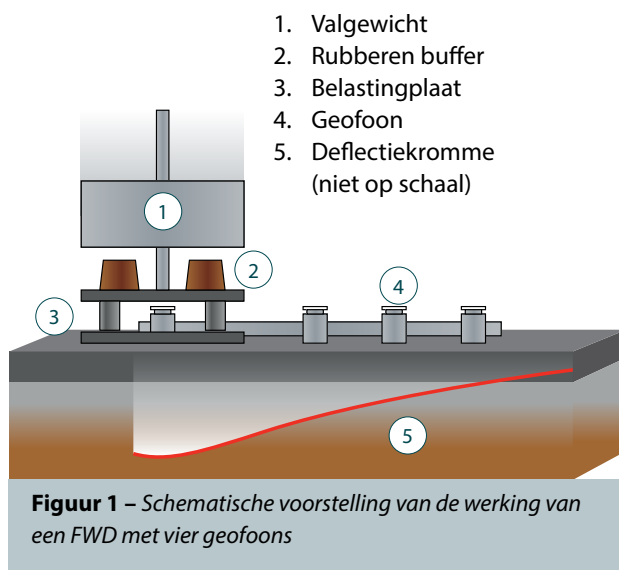 1. Valgewicht
2. Rubberen buffer
3. Belastingplaat
4. Geofoon
5. Deflectiekromme
(niet op schaal)
1
2
3
4
5
Figuur 1 – Schematische voorstelling van de werking van
een FWD met vier geofoons